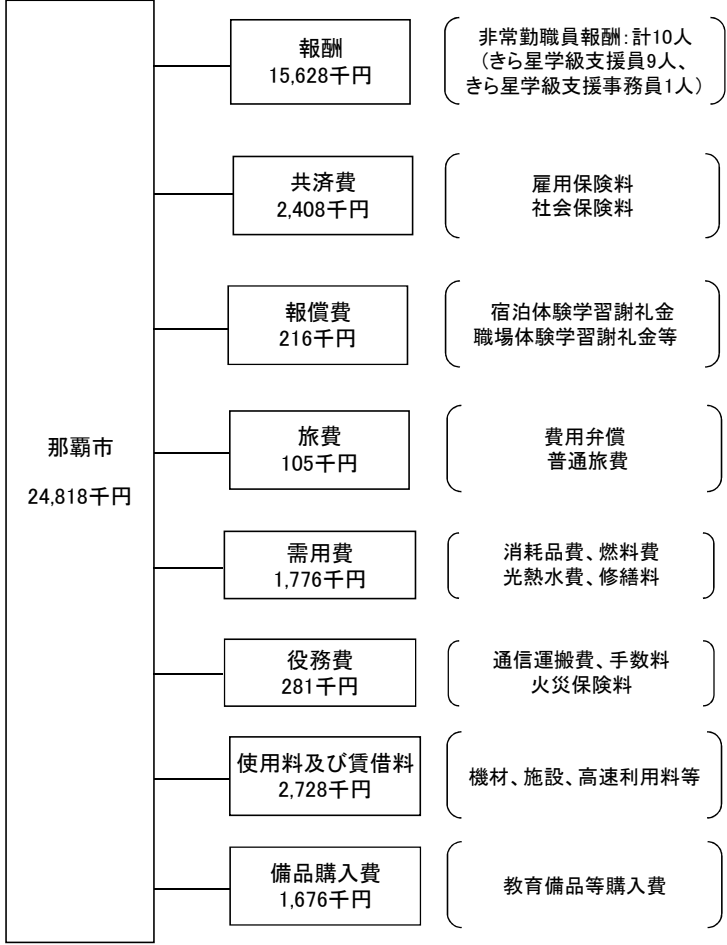 那覇市
24,818千円
報酬
15,628千円
非常勤職員報酬:計10人
(きら星学級支援員9人、
きら星学級支援事務員1人)
共済費
2,408千円
雇用保険料
社会保険料
報償費
216千円
宿泊体験学習謝礼金
職場体験学習謝礼金等
旅費
105千円
費用弁償
普通旅費
需用費
1,776千円
消耗品費、燃料費
光熱水費、修繕料
役務費
281千円
通信運搬費、手数料
火災保険料
使用料及び賃借料
2,728千円
機材、施設、高速利用料等
備品購入費
1,676千円
教育備品等購入費